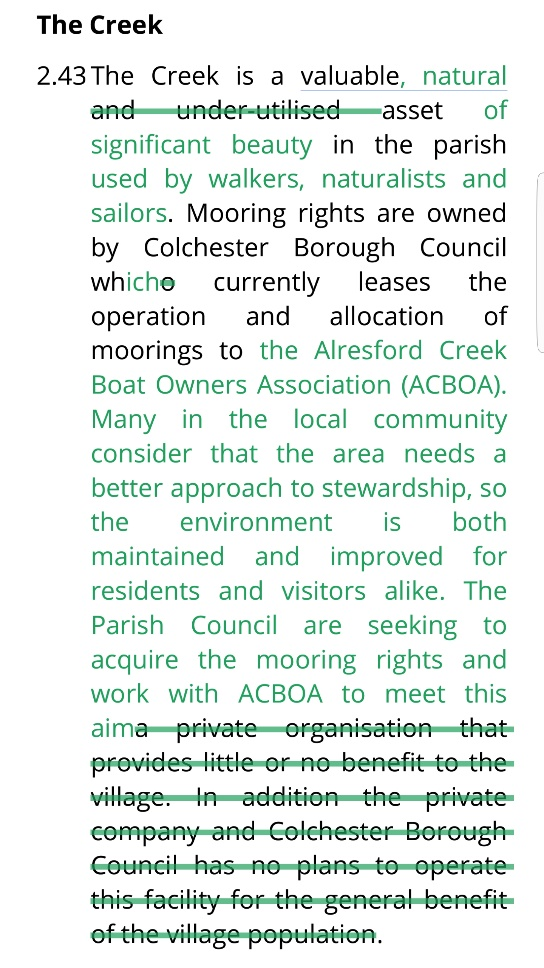 The Creek
2.43 The Creek is a valuable, natural
and under-utilised asset of
significant beauty in the parish
used by walkers, naturalists and
sailors. Mooring rights are owned
by Colchester Borough Council
whicho currently leases the
operation and allocation of
moorings to the Alresford Creek
Boat Owners Association (ACBOA).
Many in the local community
consider that the area needs a
better approach to stewardship, so
the environment is both
maintained and improved for
residents and visitors alike. The
Parish Council are seeking to
acquire the mooring rights and
work with ACBOA to meet this
aima private organisation that
provides little or no benefit to the
village. In addition the private
company and Colchester Borough
Council has no plans to operate
this facility for the general benefit
of the village population.